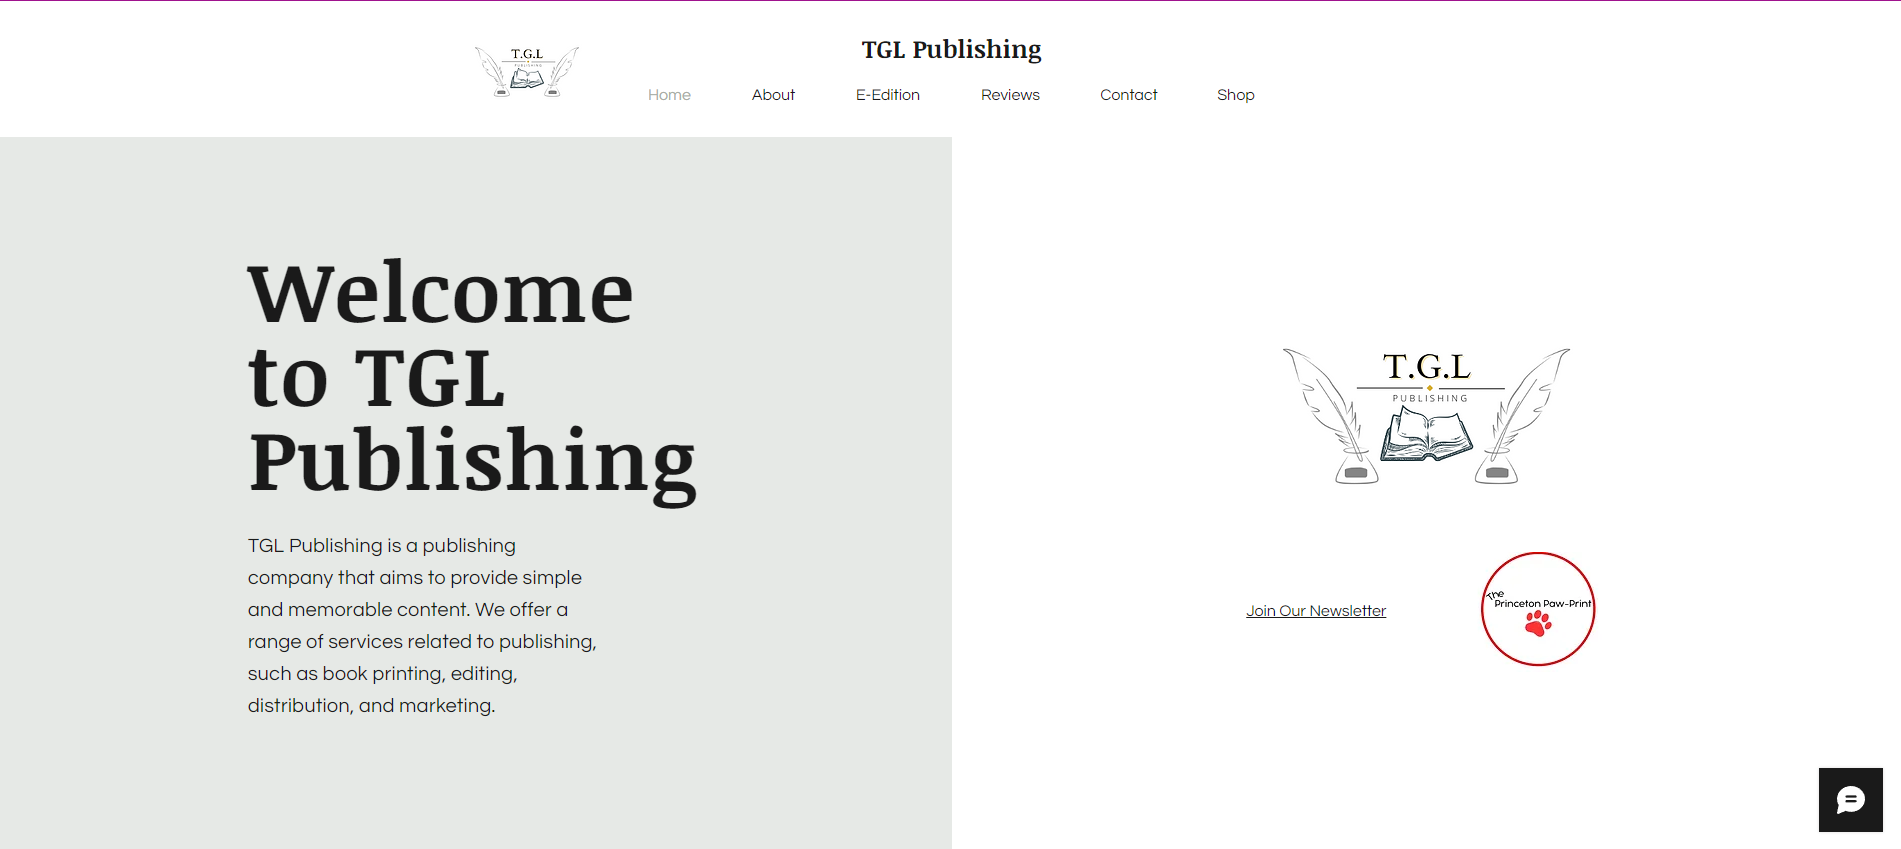 T.G.L
PUBLISHING
TGL Publishing
Home
About
E-Edition
Reviews
Contact
Shop
Welcome
to TGL
Publishing
TGL Publishing is a publishing
company that aims to provide simple
and memorable content. We offer a
range of services related to publishing,
such as book printing, editing,
distribution, and marketing.
T.G.L
PUBLISHING
Join Our Newsletter
The
Princeton Paw-Print